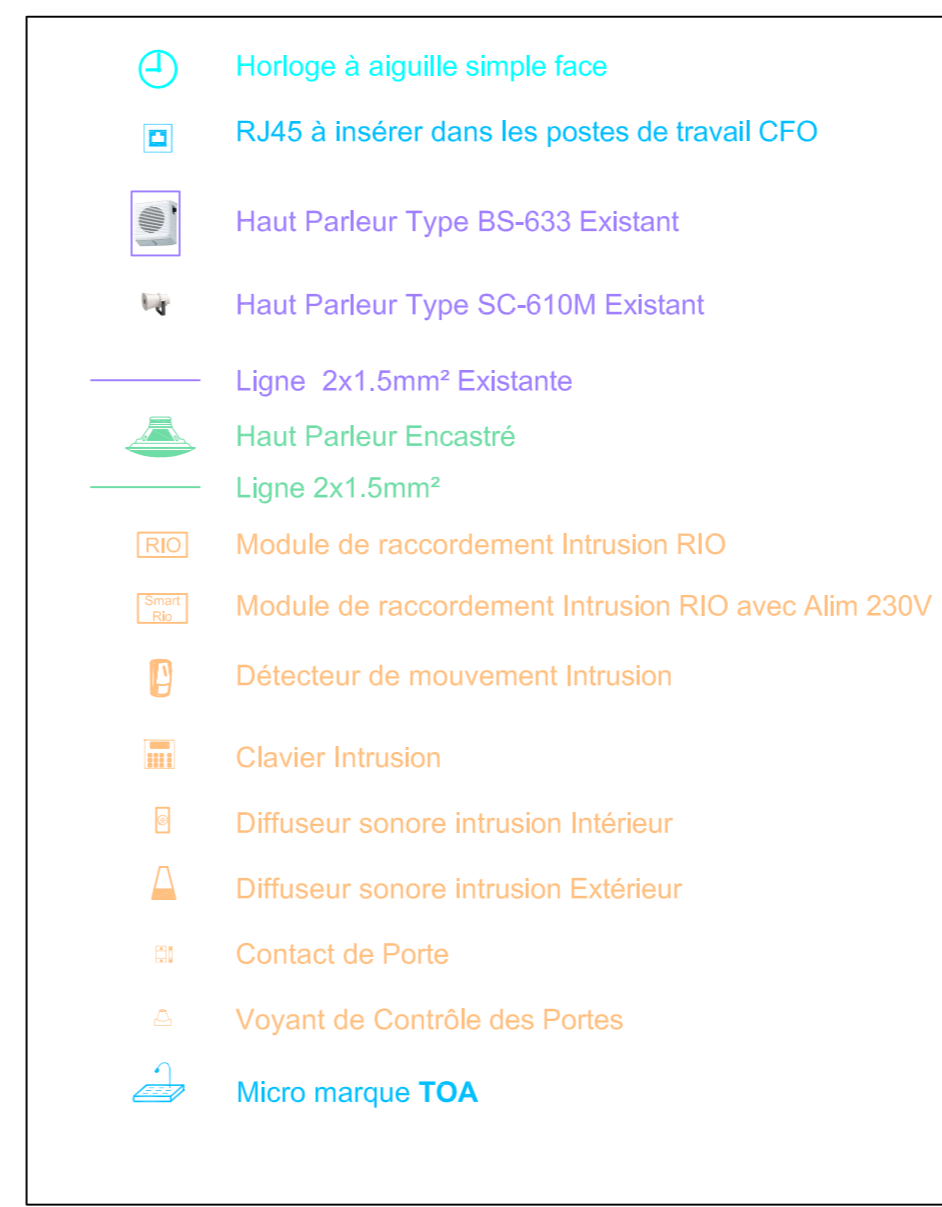 Horloge à aiguille simple face
RJ45 à insérer dans les postes de travail CFO
Haut Parleur Type BS-633 Existant
Haut Parleur Type SC-610M Existant
Ligne  2x1.5mm² Existante
Haut Parleur Encastré
Ligne 2x1.5mm²
RIO Module de raccordement Intrusion RIO
Smart
Rio
Module de raccordement Intrusion RIO avec Alim 230V
Détecteur de mouvement Intrusion
Clavier Intrusion
Diffuseur sonore intrusion Intérieur
Diffuseur sonore intrusion Extérieur
Contact de Porte
Voyant de Contrôle des Portes
Micro marque TOA